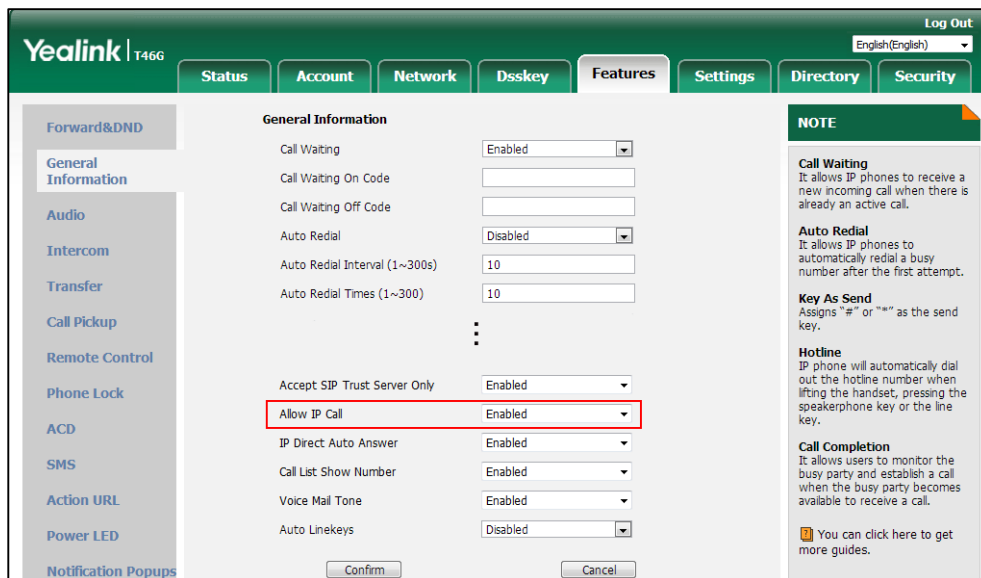 Log Out
Yealink T46G
English(English)
Status Account Network Dsskey Features Settings Directory Security
Forward&DND
General
Information
Audio
Intercom
Transfer
Call Pickup
Remote Control
Phone Lock
ACD
SMS
Action URL
Power LED
Notification Popups
General Information
Call Waiting Enabled
Call Waiting On Code
Call Waiting Off Code
Auto Redial Disabled
Auto Redial Interval (1~300s) 10
Auto Redial Times (1~300) 10
Accept SIP Trust Server Only Enabled
Allow IP Call Enabled
IP Direct Auto Answer Enabled
Call List Show Number Enabled
Voice Mail Tone Enabled
Auto Linekeys Disabled
Confirm Cancel
NOTE
Call Waiting
It allows IP phones to receive a
new incoming call when there is
already an active call.
Auto Redial
It allows IP phones to
automatically redial a busy
number after the first attempt.
Key As Send
Assigns "#" or "*" as the send
key.
Hotline
IP phone will automatically dial
out the hotline number when
lifting the handset, pressing the
speakerphone key or the line
key.
Call Completion
It allows users to monitor the
busy party and establish a call
when the busy party becomes
available to receive a call.
You can click here to get
more guides.